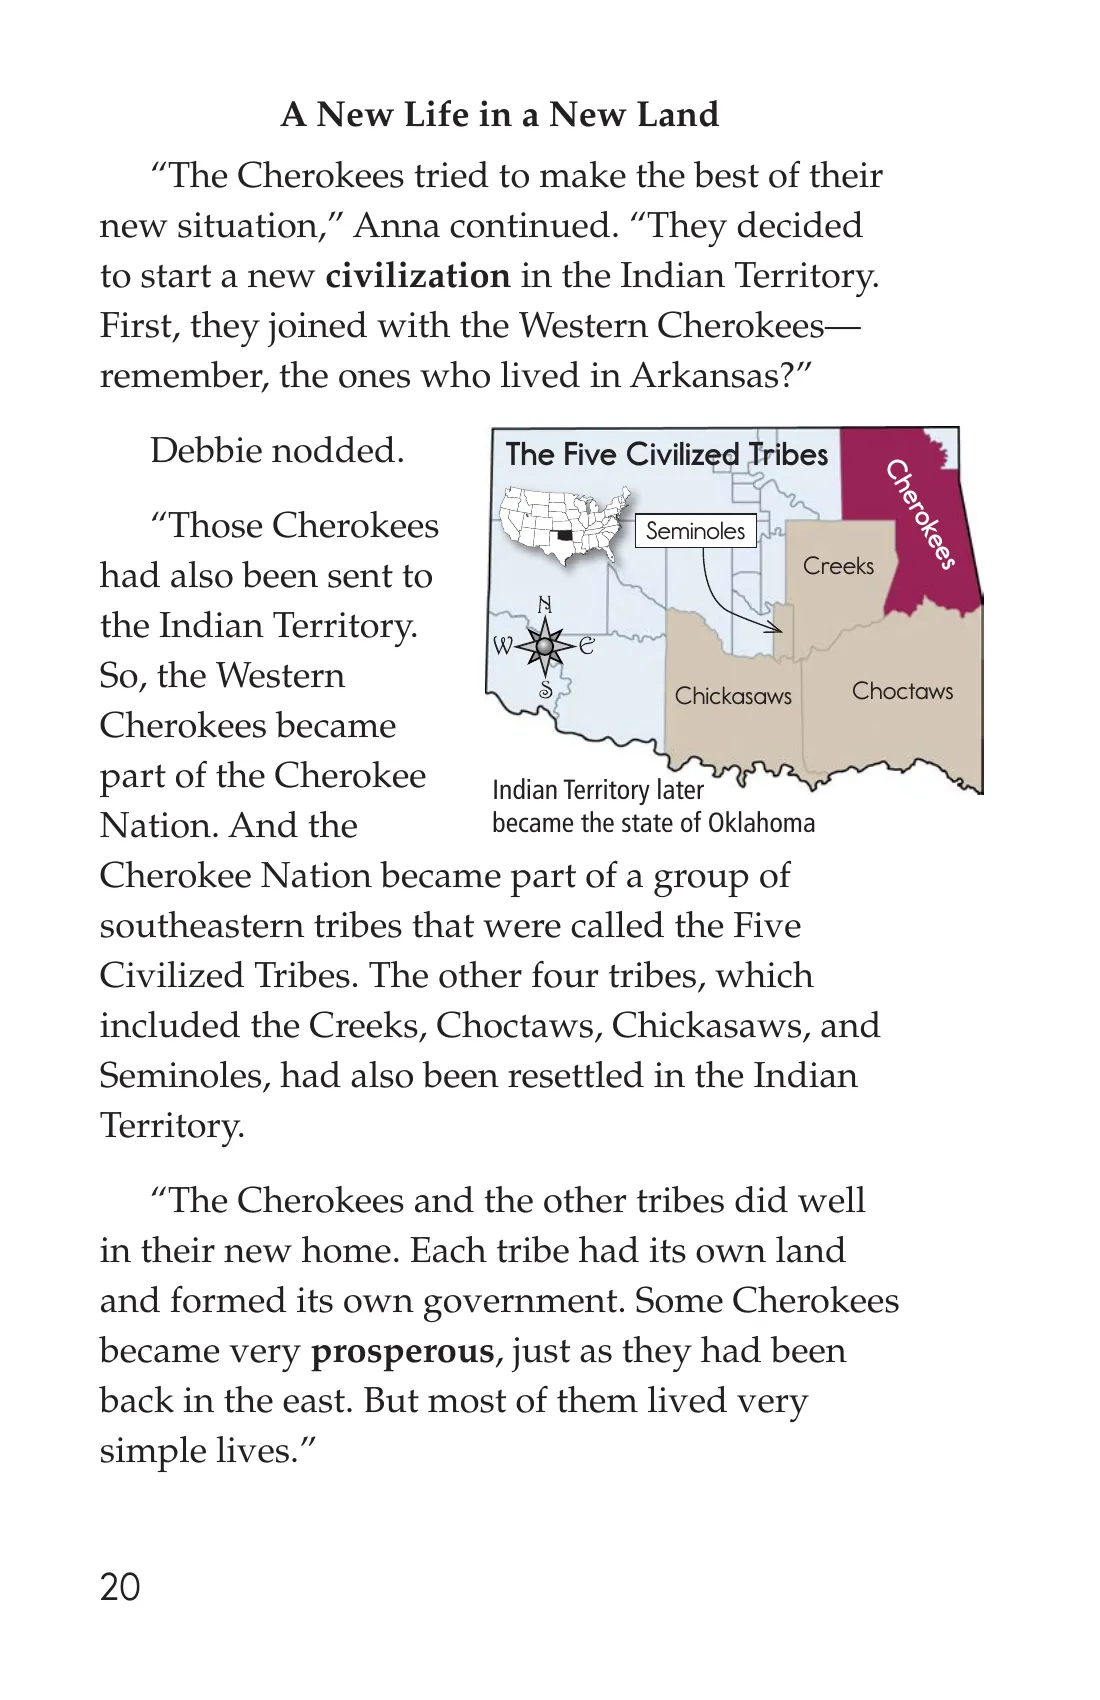 A New Life in a New Land
“The Cherokees tried to make the best of their
new situation,” Anna continued. “They decided
to start a new civilization in the Indian Territory.
First, they joined with the Western Cherokees—
remember, the ones who lived in Arkansas?”
Debbie nodded.
“Those Cherokees
had also been sent to
the Indian Territory.
So, the Western
Cherokees became
part of the Cherokee
Nation. And the
The Five Civilized Tribes
Cherokees
Seminoles
Creeks
N
W
E
S
Chickasaws
Choctaws
Indian Territory later
became the state of Oklahoma
Cherokee Nation became part of a group of
southeastern tribes that were called the Five
Civilized Tribes. The other four tribes, which
included the Creeks, Choctaws, Chickasaws, and
Seminoles, had also been resettled in the Indian
Territory.
“The Cherokees and the other tribes did well
in their new home. Each tribe had its own land
and formed its own government. Some Cherokees
became very prosperous, just as they had been
back in the east. But most of them lived very
simple lives.”
20